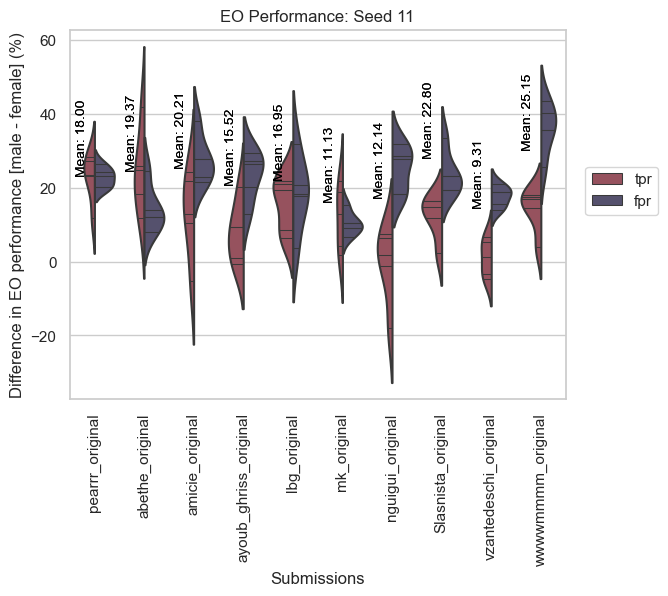 EO Performance: Seed 11
Difference in EO performance [male - female] (%)
60
40
20
0
−20
Mean: 18.00
Mean: 19.37
Mean: 20.21
Mean: 15.52
Mean: 16.95
Mean: 11.13
Mean: 12.14
Mean: 22.80
Mean: 9.31
Mean: 25.15
tpr
fpr
pearrr_original
abethe_original
amicie_original
ayoub_ghriss_original
lbg_original
mk_original
nguigui_original
Slasnista_original
vzantedeschi_original
wwwwmmmm_original
Submissions